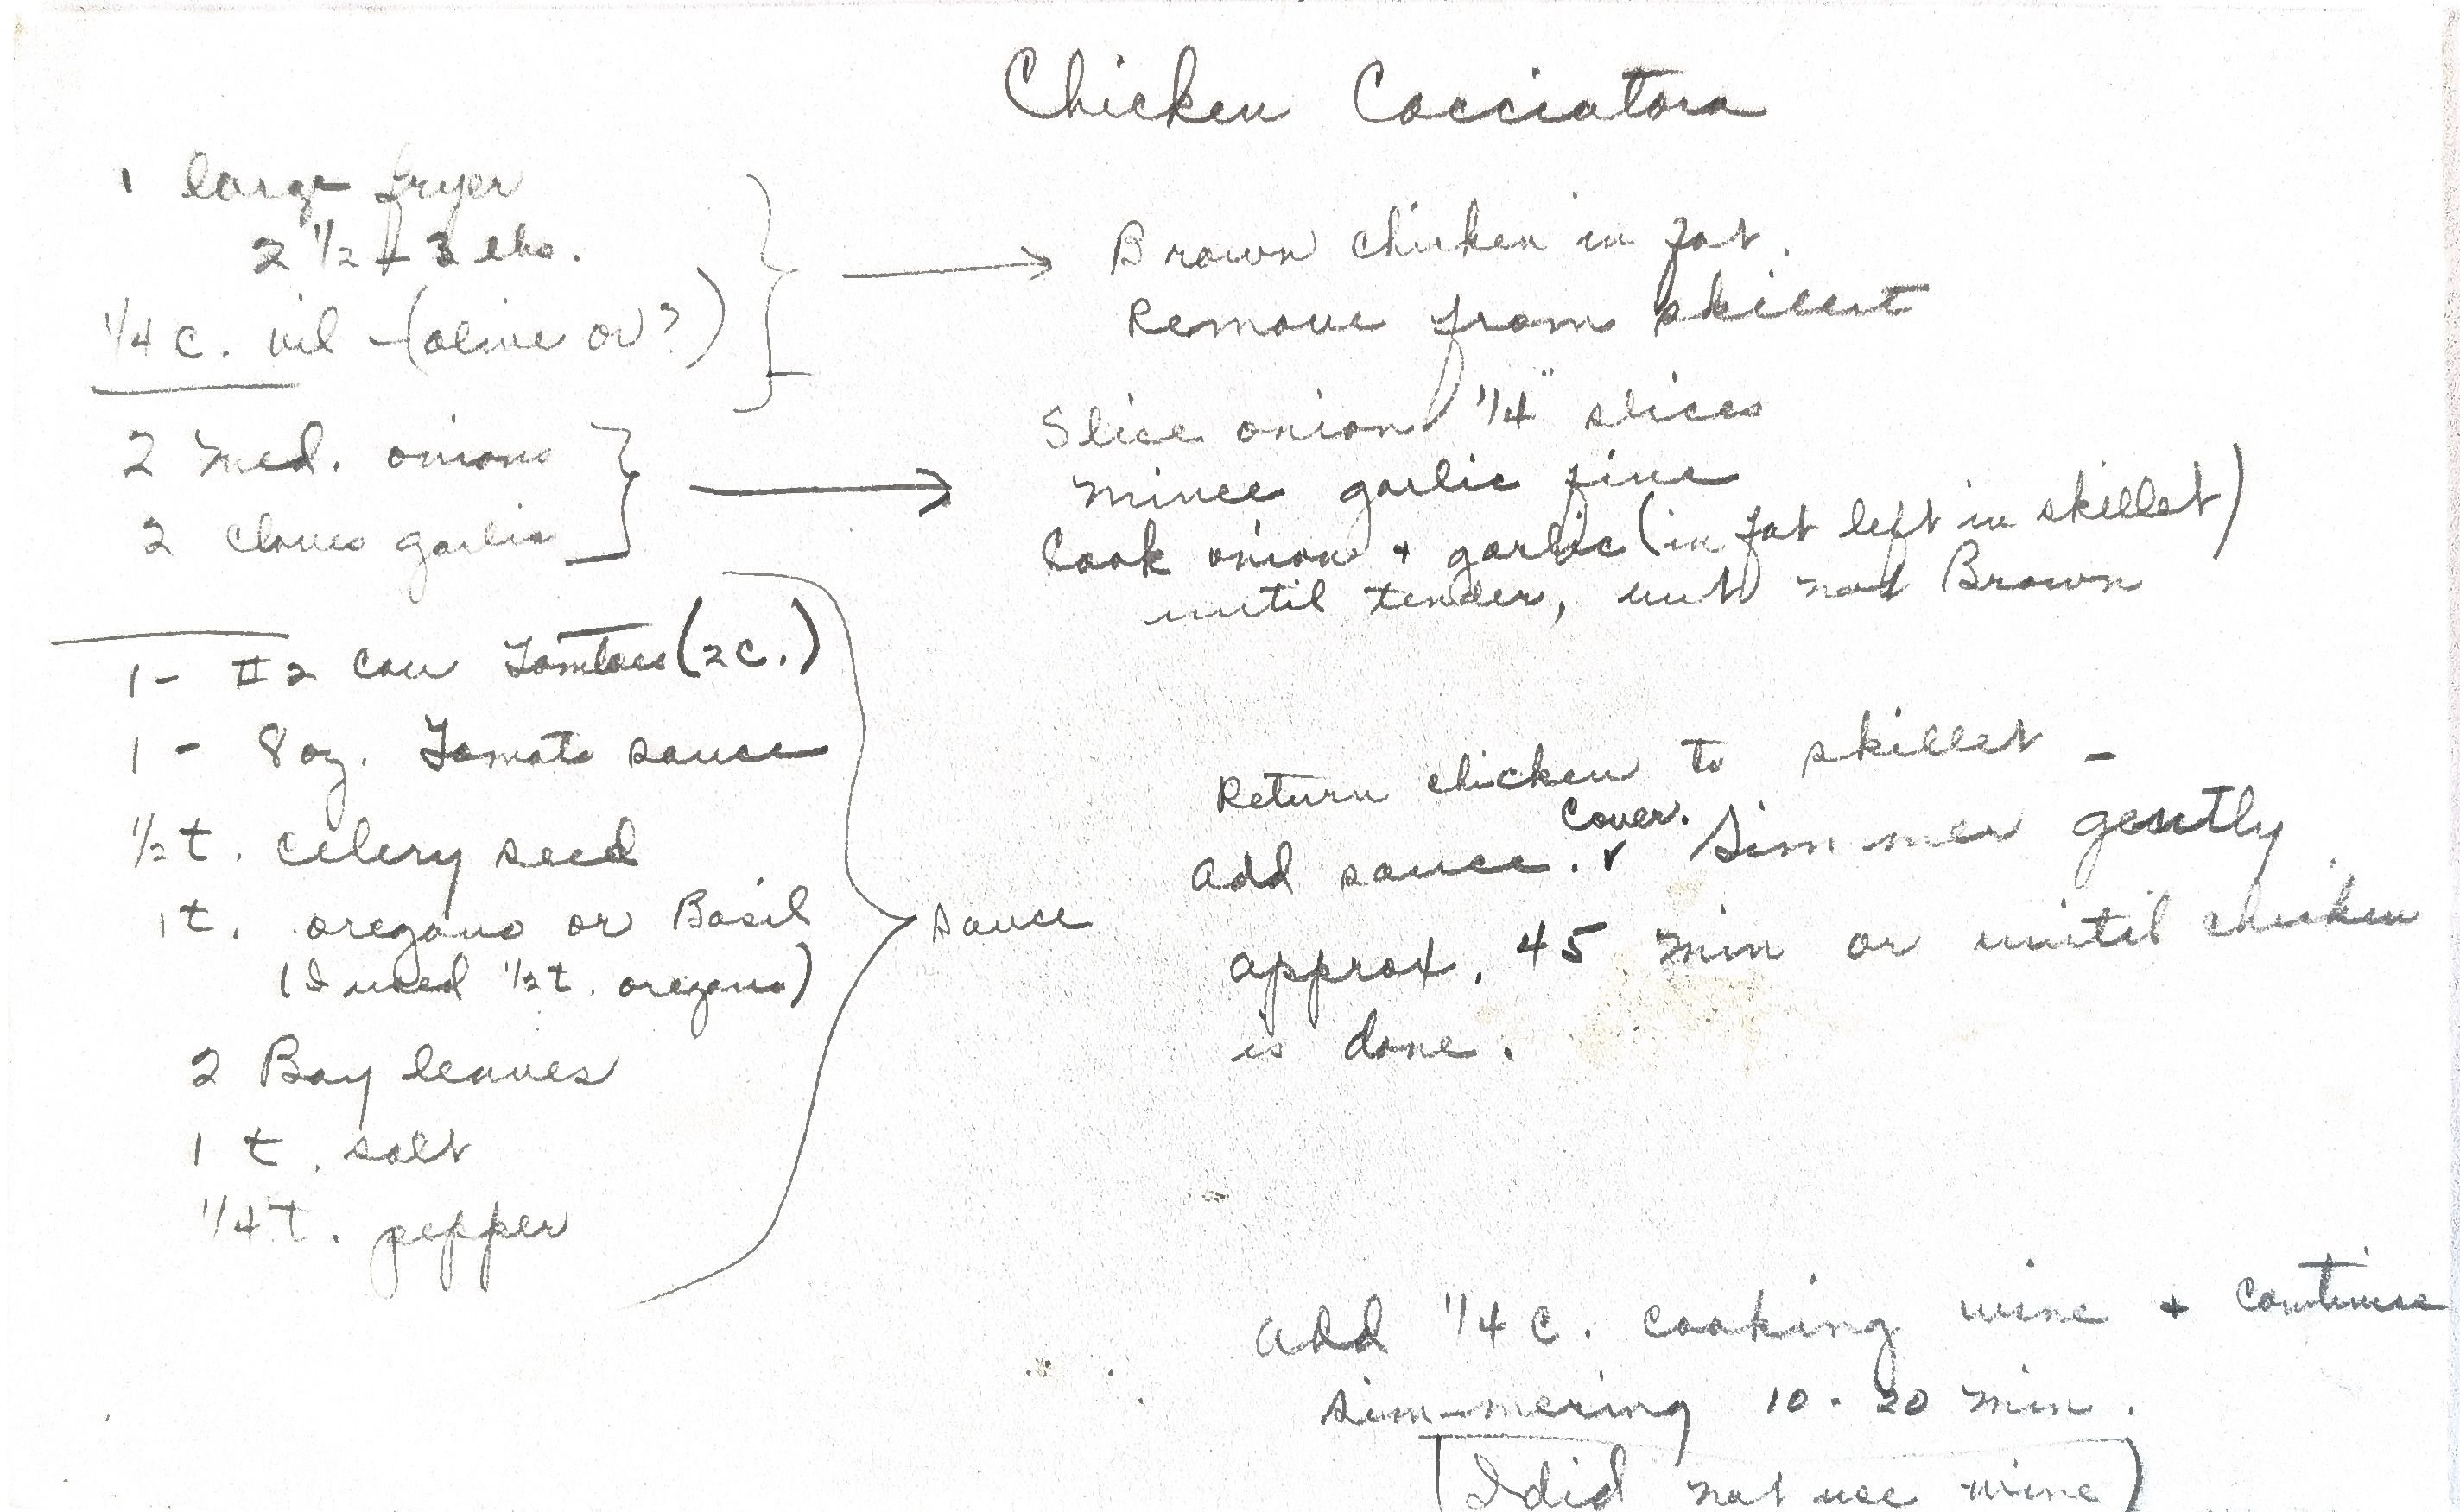 Chicken Cacciatora
1 large fryer
2 1/2 - 3 lbs.
1/4 c. oil - (olive or?)
Brown chicken in fat.
Remove from skillet
2 med. onions
2 cloves garlic
Slice onion 1/4" slices
mince garlic fine
Cook onion + garlic (in fat left in skillet)
until tender, but not Brown
1 - #2 can Tomtoes (2 c.)
1 - 8 oz. Tomato sauce
1/2 t. celery seed
1 t. oregano or Basil
(I used 1/2 t. oregano)
2 Bay leaves
1 t. salt
1/4 t. pepper
Sauce
Return chicken to skillet -
Cover.
add sauce. Simmer gently
approx. 45 min or until chicken
is done.
add 1/4 c. cooking wine + continue
simmering 10 - 20 min.
(I did not use wine)